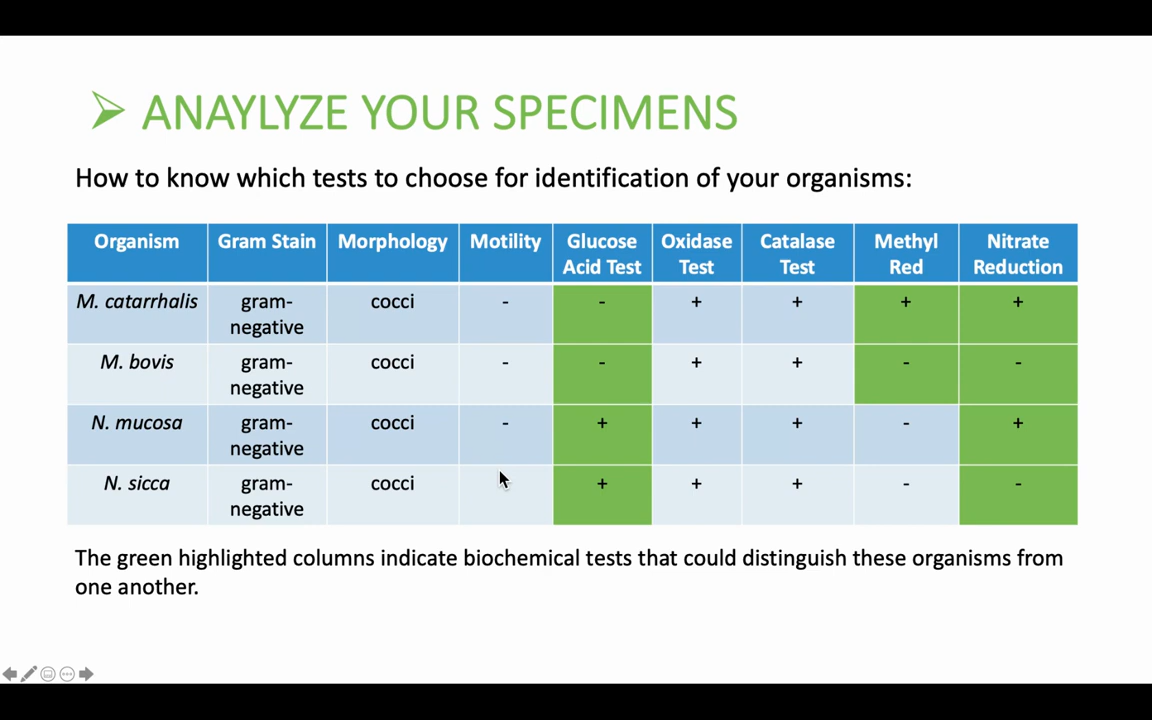 ANAYLYZE YOUR SPECIMENS
How to know which tests to choose for identification of your organisms:
Organism Gram Stain Morphology Motility Glucose Acid Test Oxidase Test Catalase Test Methyl Red Nitrate Reduction
M. catarrhalis gram-negative cocci - - + + + +
M. bovis gram-negative cocci - - + + - -
N. mucosa gram-negative cocci - + + + - +
N. sicca gram-negative cocci + + + - -
The green highlighted columns indicate biochemical tests that could distinguish these organisms from
one another.